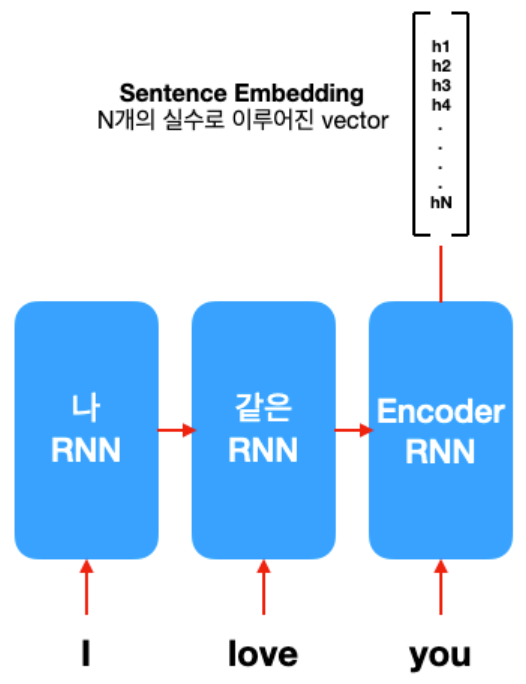 h1
h2
h3
h4
.
.
.
.
hN
Sentence Embedding
N개의 실수로 이루어진 vector
나
RNN
같은
RNN
Encoder
RNN
I
love
you